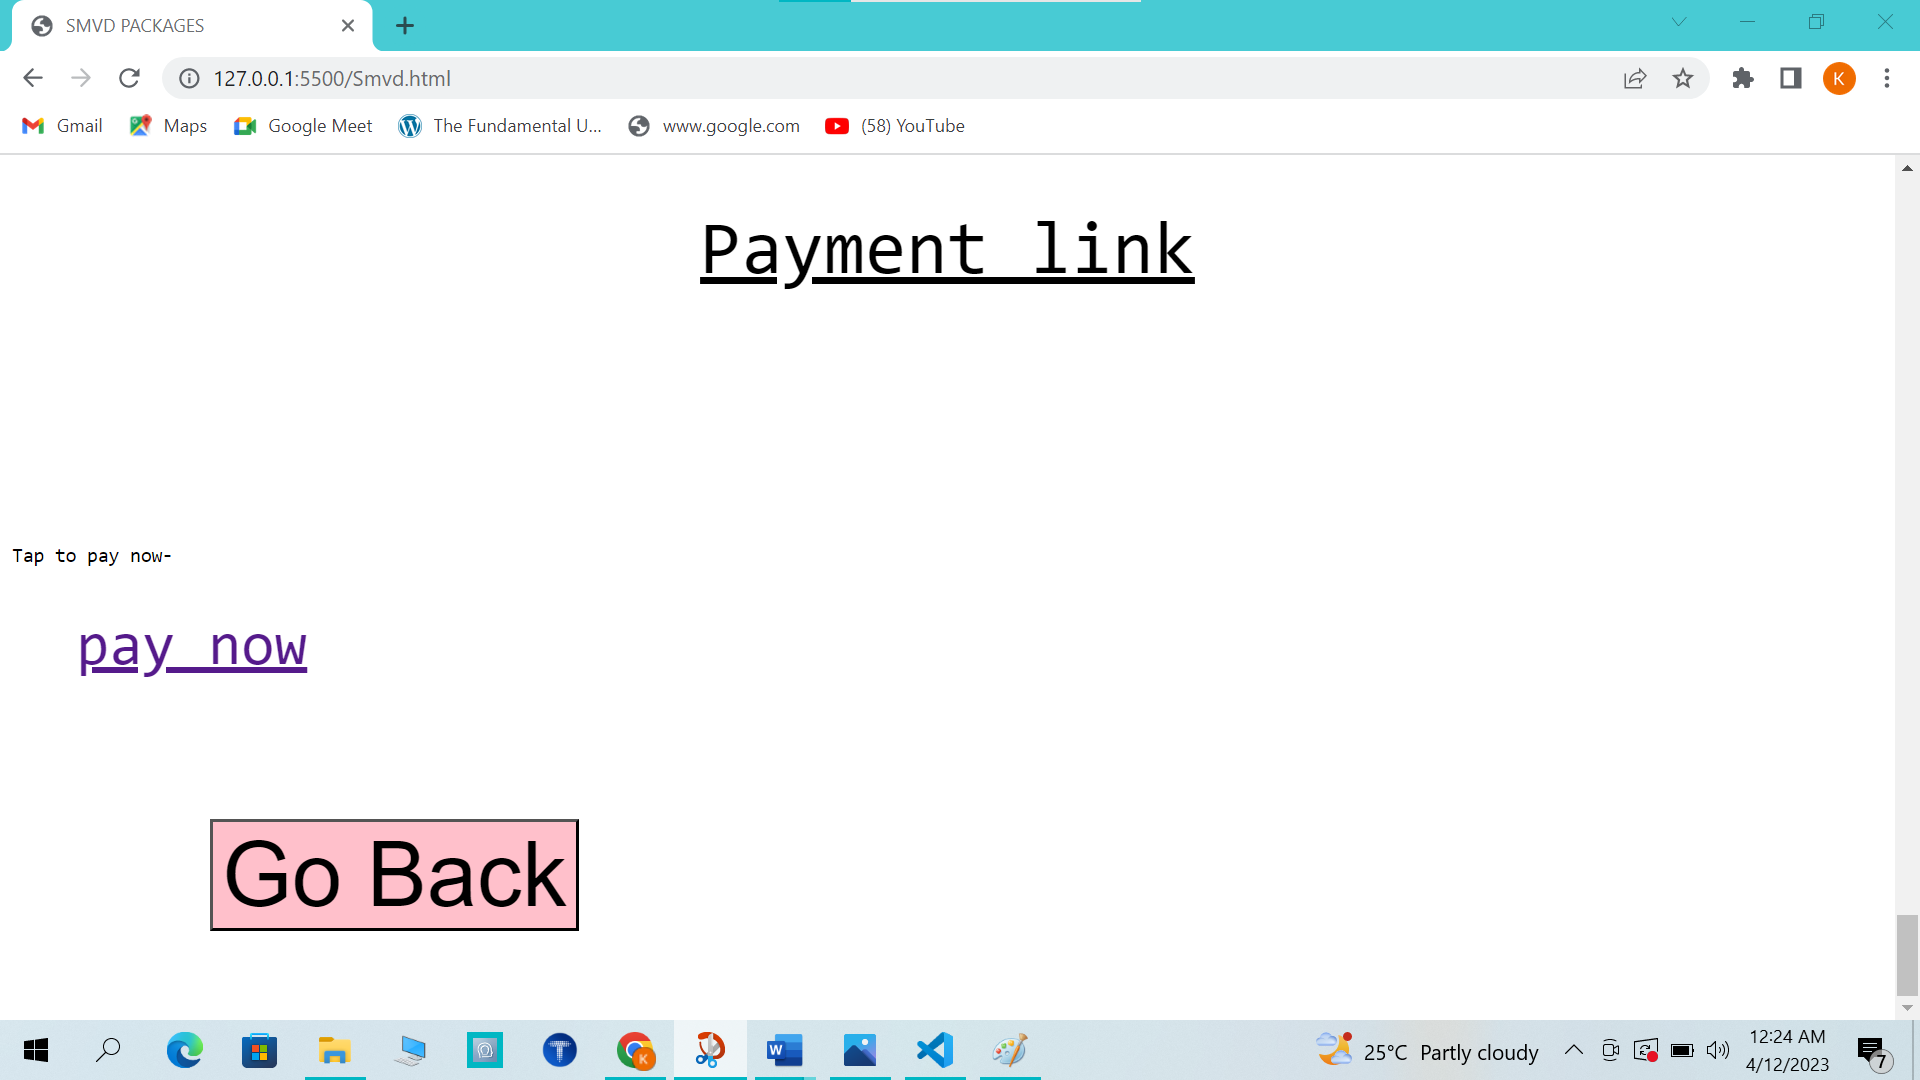 SMVD PACKAGES
127.0.0.1:5500/Smvd.html
K
Gmail
Maps
Google Meet
The Fundamental U...
www.google.com
(58) YouTube
Payment link
Tap to pay now-
pay now
Go Back
25°C Partly cloudy
12:24 AM
4/12/2023
7